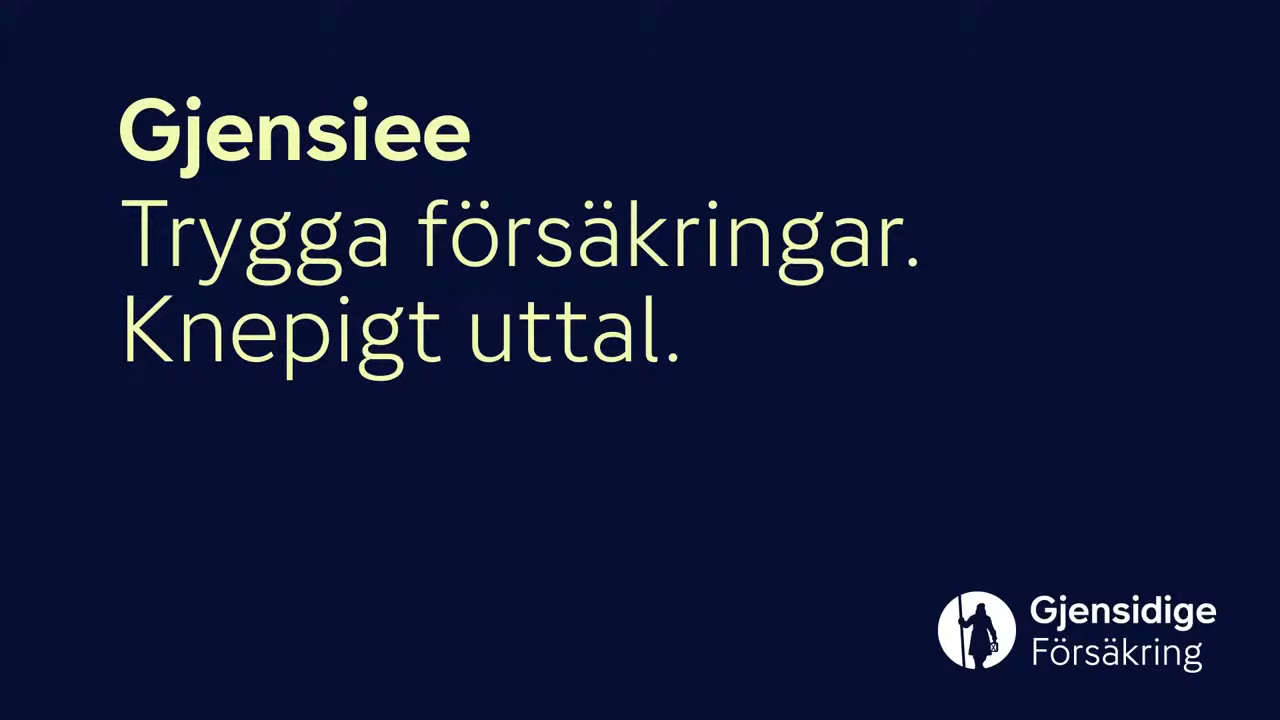 Gjensiee
Trygga försäkringar.
Knepigt uttal.
Gjensidige
Försäkring